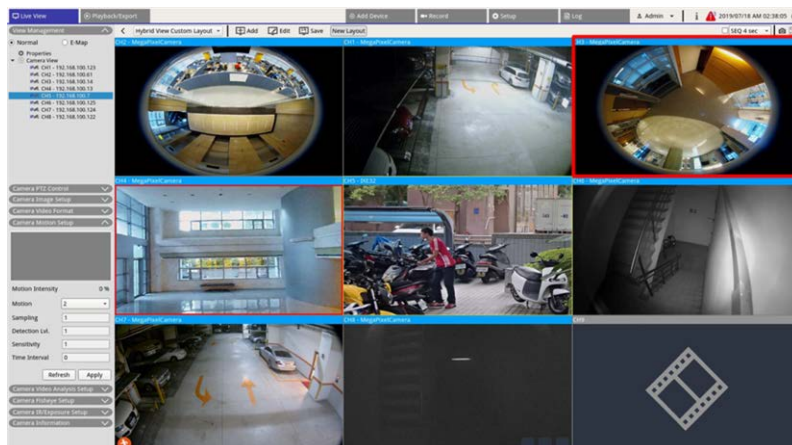 Live View
Playback/Export
Add Device
Record
Setup
Log
Admin
2019/07/18 AM 02:38:05
View Management
Hybrid View Custom Layout
Add
Edit
Save
New Layout
SEQ 4 sec
Normal
E-Map
Properties
Camera View
CH1 - 192.168.100.123
CH2 - 192.168.100.61
CH3 - 192.168.100.14
CH4 - 192.168.100.13
CH5 - 192.168.100.7
CH6 - 192.168.100.125
CH7 - 192.168.100.124
CH8 - 192.168.100.122
CH2 - MegaPixelCamera
CH1 - MegaPixelCamera
CH3 - MegaPixelCamera
Camera PTZ Control
Camera Image Setup
Camera Video Format
Camera Motion Setup
CH4 - MegaPixelCamera
CH6 - MegaPixelCamera
Motion Intensity
0 %
Motion
2
Sampling
1
Detection Lvl.
1
Sensitivity
1
Time Interval
0
Refresh
Apply
CH7 - MegaPixelCamera
CH8 - MegaPixelCamera
CH9
Camera Video Analysis Setup
Camera Fisheye Setup
Camera IR/Exposure Setup
Camera Information